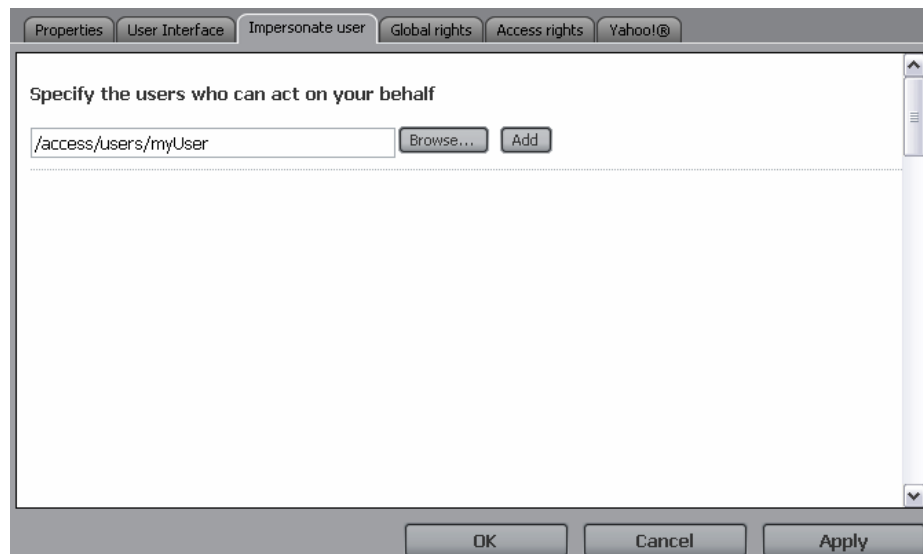 Properties User Interface Impersonate user Global rights Access rights Yahoo!®
Specify the users who can act on your behalf
/access/users/myUser Browse... Add
OK Cancel Apply